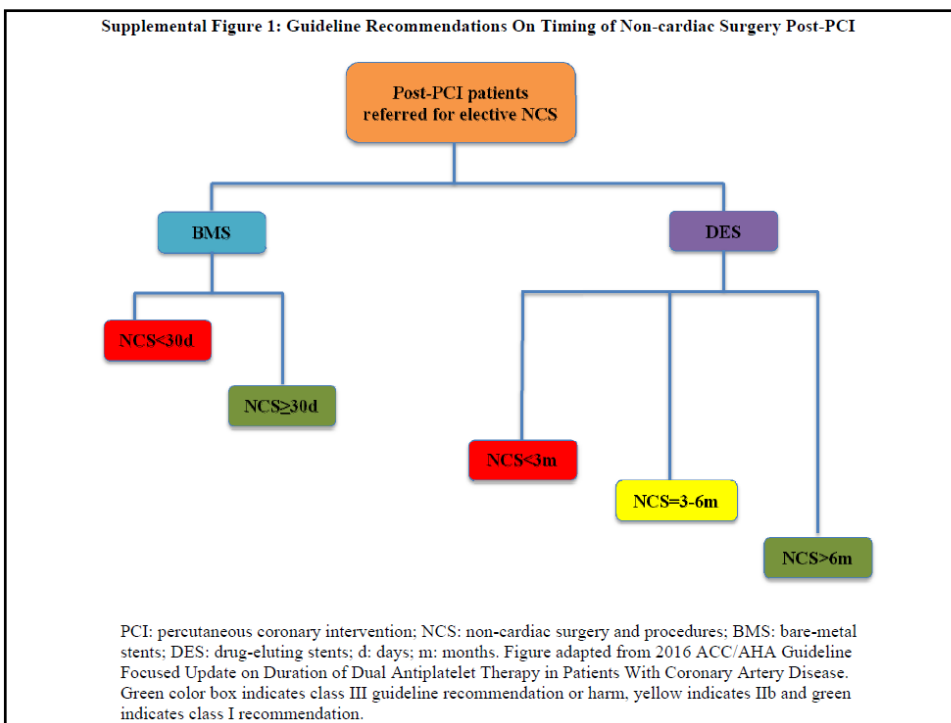 Supplemental Figure 1: Guideline Recommendations On Timing of Non-cardiac Surgery Post-PCI
Post-PCI patients
referred for elective NCS
BMS
DES
NCS<30d
NCS≥30d
NCS<3m
NCS=3-6m
NCS>6m
PCI: percutaneous coronary intervention; NCS: non-cardiac surgery and procedures; BMS: bare-metal
stents; DES: drug-eluting stents; d: days; m: months. Figure adapted from 2016 ACC/AHA Guideline
Focused Update on Duration of Dual Antiplatelet Therapy in Patients With Coronary Artery Disease.
Green color box indicates class III guideline recommendation or harm, yellow indicates IIb and green
indicates class I recommendation.